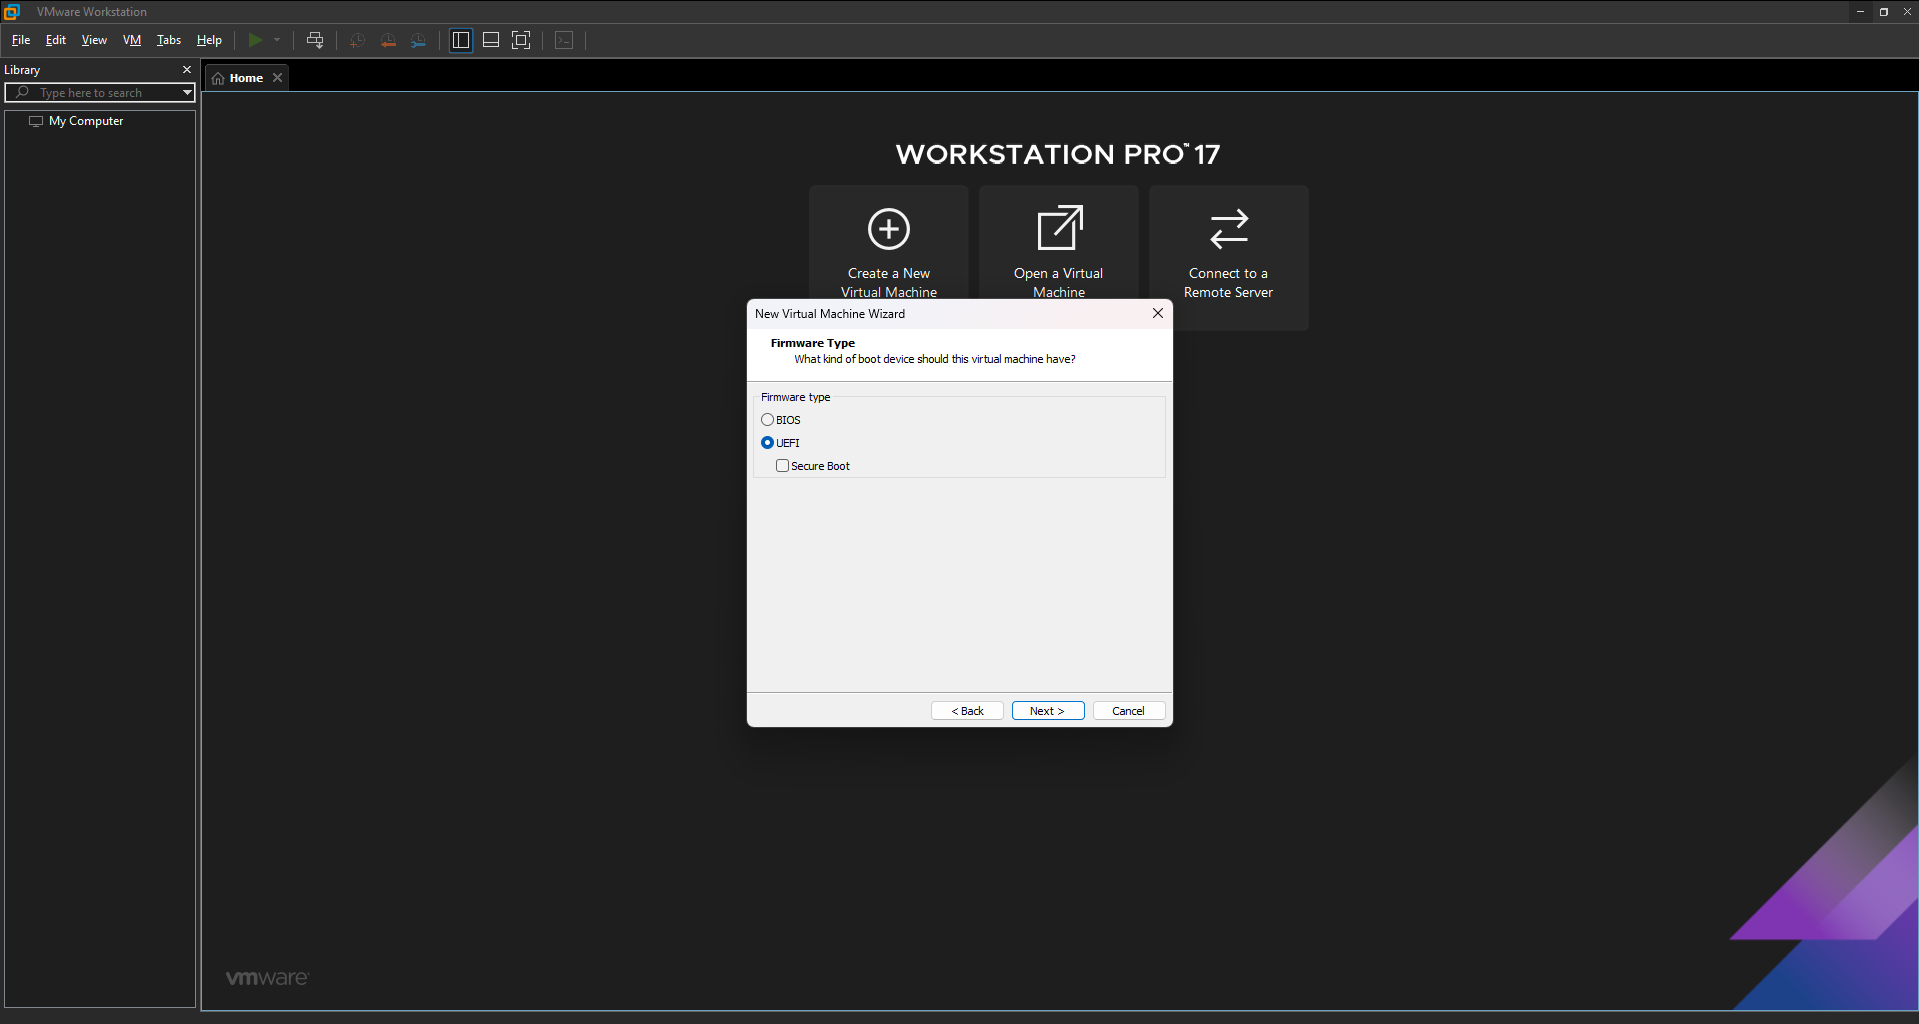 VMware Workstation
File Edit View VM Tabs Help
Library
Type here to search
My Computer
Home
WORKSTATION PRO™ 17
Create a New
Virtual Machine
Open a Virtual
Machine
Connect to a
Remote Server
New Virtual Machine Wizard
Firmware Type
What kind of boot device should this virtual machine have?
Firmware type
BIOS
UEFI
Secure Boot
< Back
Next >
Cancel
vmware